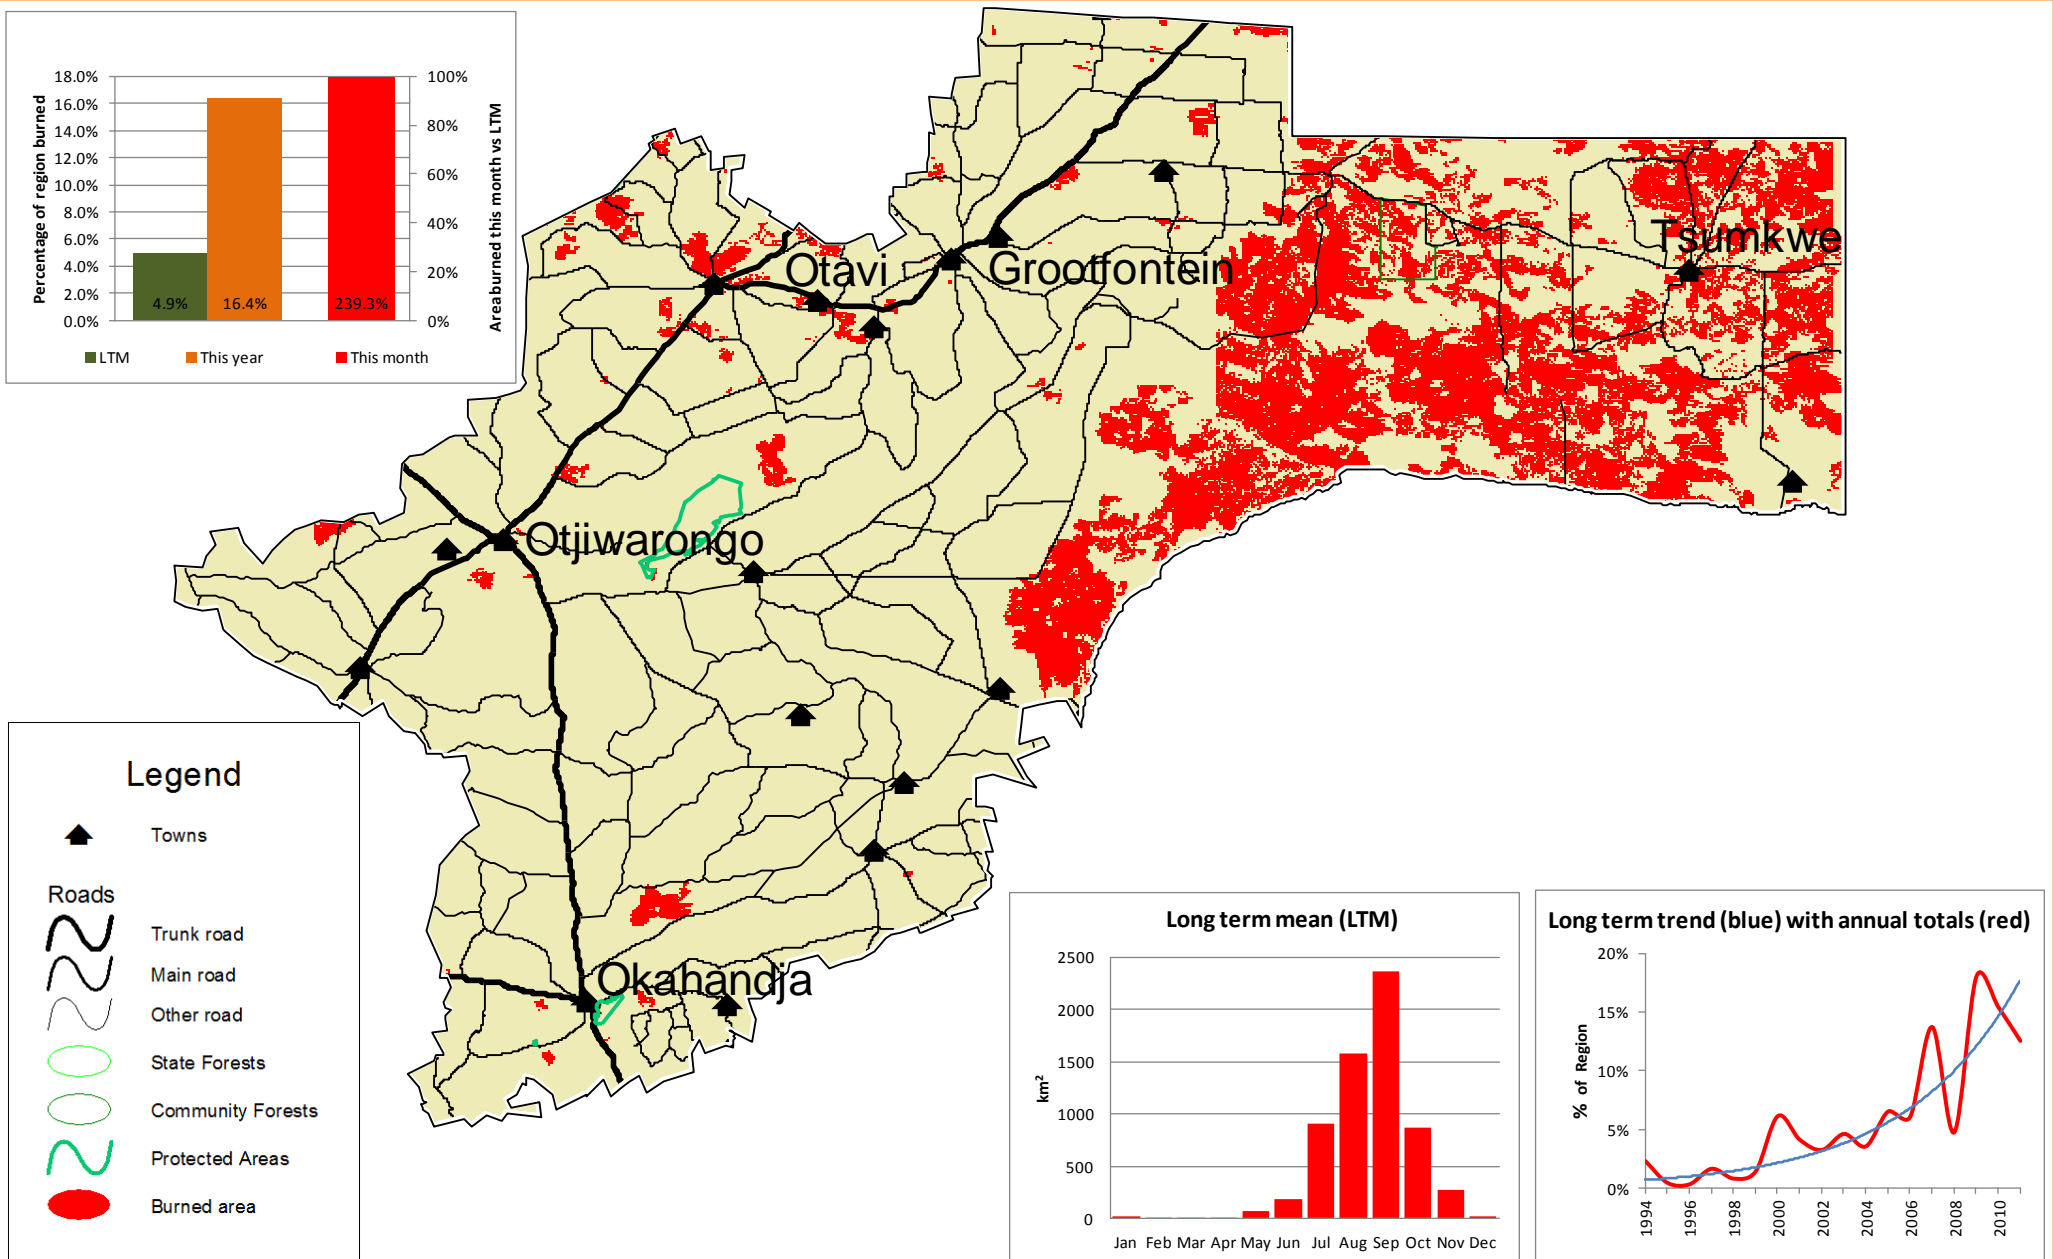 18.0%
16.0%
14.0%
12.0%
10.0%
8.0%
6.0%
4.0%
2.0%
0.0%
Percentage of region burned
4.9%
16.4%
239.3%
100%
80%
60%
40%
20%
0%
Areaburned this month vs LTM
LTM
This year
This month
Tsumkwe
Otavi
Grootfontein
Otjiwarongo
Okahandja
Legend
Towns
Roads
Trunk road
Main road
Other road
State Forests
Community Forests
Protected Areas
Burned area
Long term mean (LTM)
2500
2000
1500
1000
500
0
km²
Jan Feb Mar Apr May Jun Jul Aug Sep Oct Nov Dec
Long term trend (blue) with annual totals (red)
20%
15%
10%
5%
0%
% of Region
1994 1996 1998 2000 2002 2004 2006 2008 2010